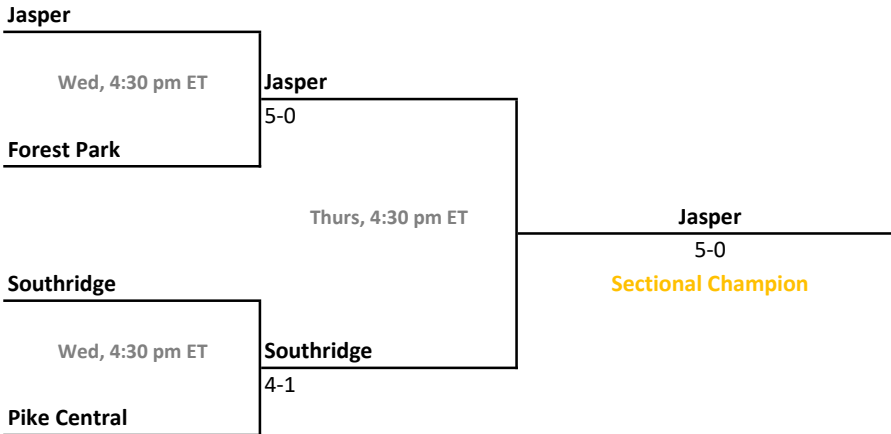 Jasper
Wed, 4:30 pm ET
Jasper
5-0
Forest Park
Thurs, 4:30 pm ET
Jasper
5-0
Sectional Champion
Southridge
Wed, 4:30 pm ET
Southridge
4-1
Pike Central